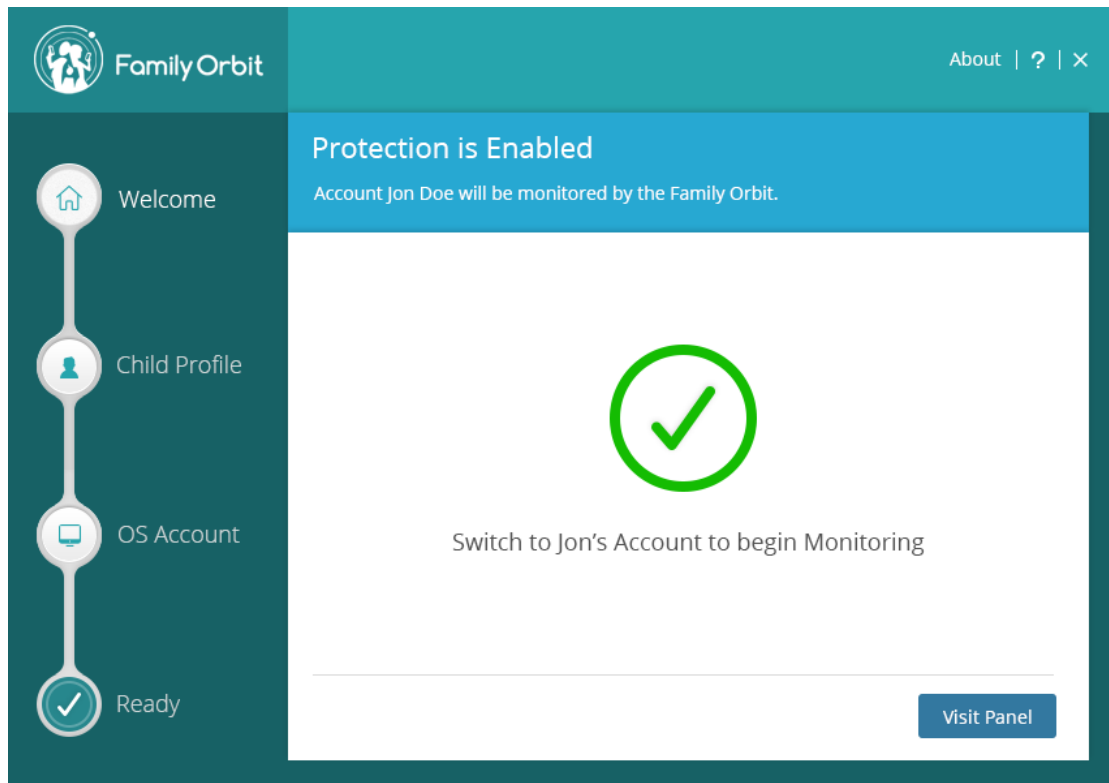 Family Orbit
About | ? | ×
Protection is Enabled
Account Jon Doe will be monitored by the Family Orbit.
Welcome
Child Profile
OS Account
Switch to Jon's Account to begin Monitoring
Ready
Visit Panel